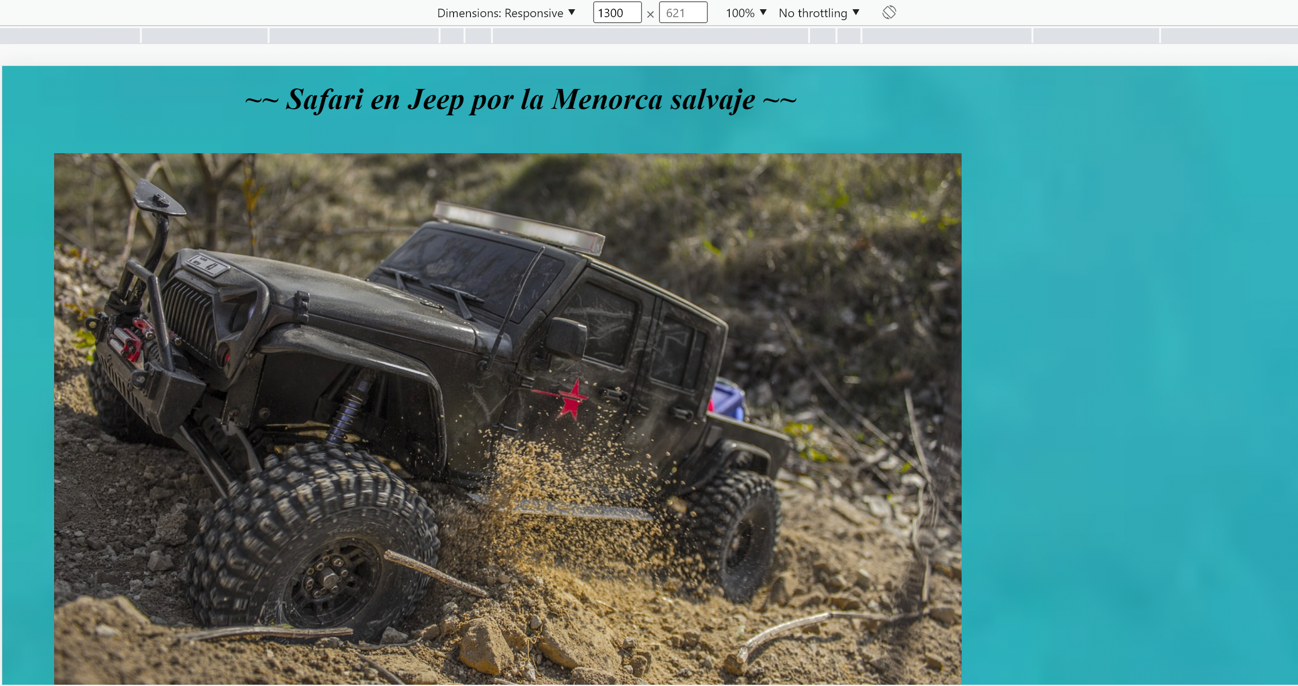 Dimensions: Responsive ▼ 1300 × 621 100% ▼ No throttling ▼
~~ Safari en Jeep por la Menorca salvaje ~~